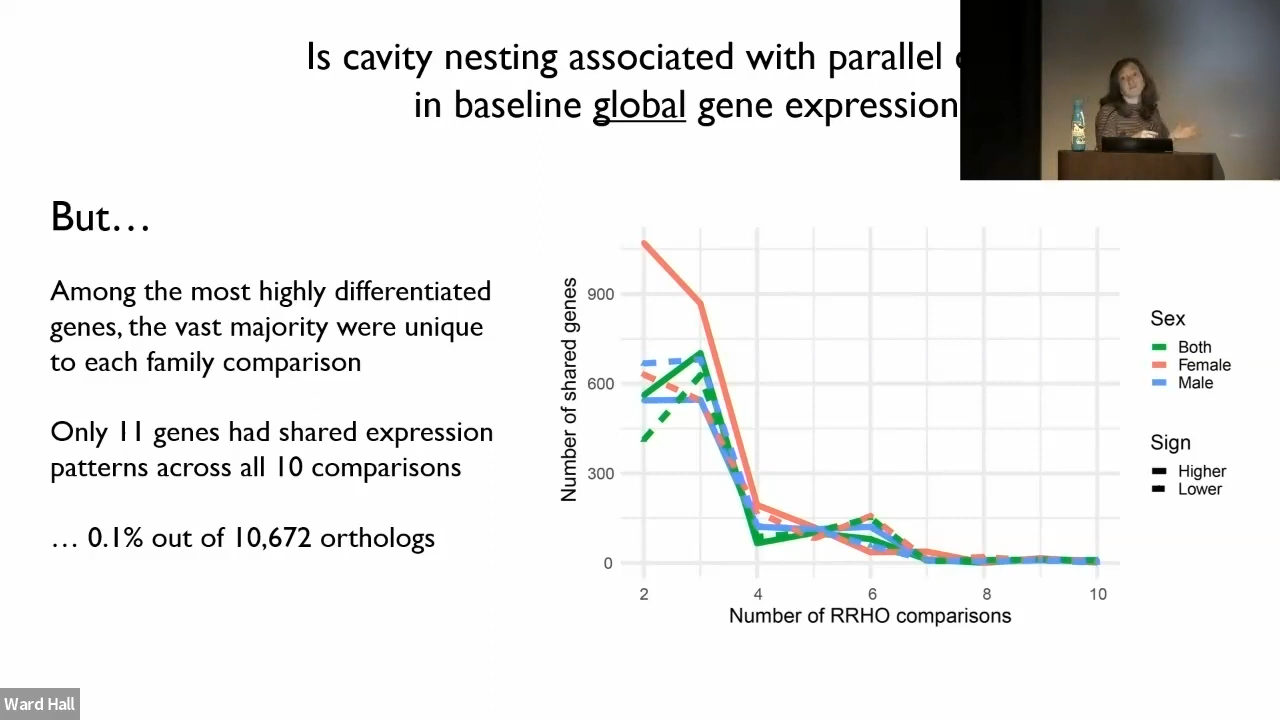 Is cavity nesting associated with parallel
in baseline global gene expression
But…
Among the most highly differentiated
genes, the vast majority were unique
to each family comparison
Only 11 genes had shared expression
patterns across all 10 comparisons
… 0.1% out of 10,672 orthologs
Number of shared genes
900
600
300
0
2
4
6
8
10
Number of RRHO comparisons
Sex
Both
Female
Male
Sign
Higher
Lower
Ward Hall